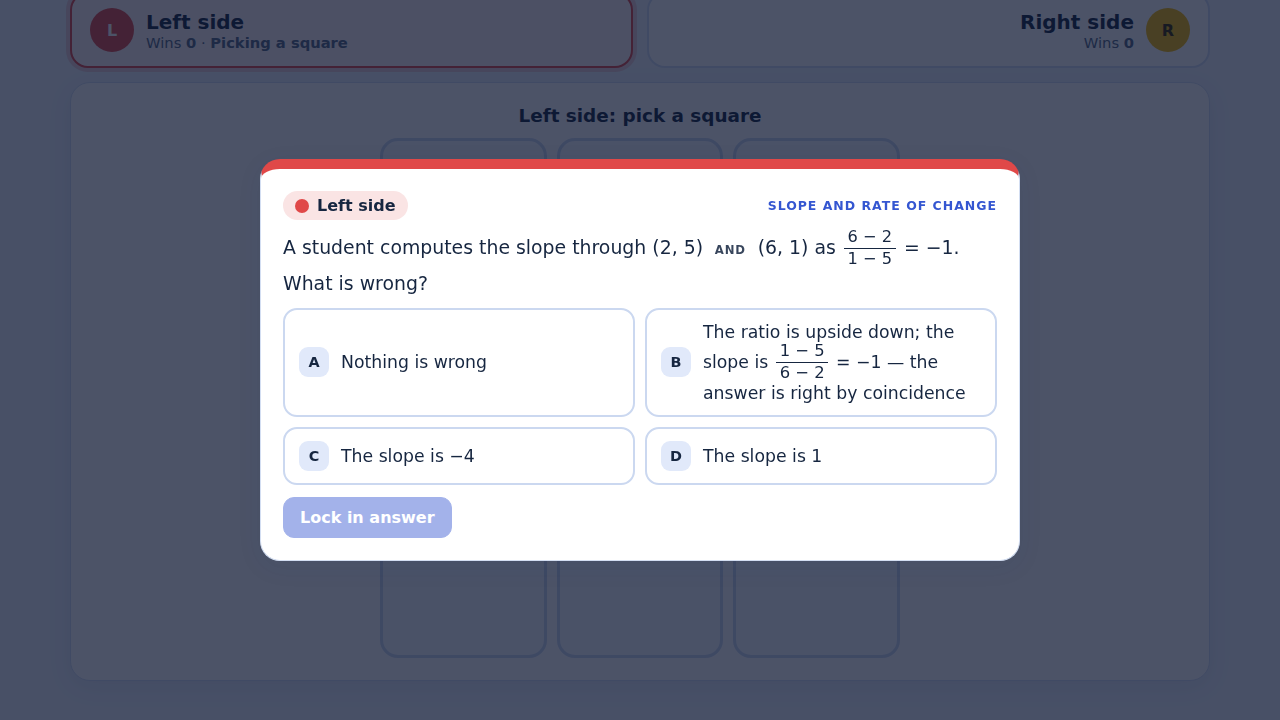 L
Left side
Wins 0 · Picking a square
Right side
Wins 0
R
Left side: pick a square
Left side
SLOPE AND RATE OF CHANGE
A student computes the slope through (2, 5) AND (6, 1) as (6 − 2)/(1 − 5) = −1.
What is wrong?
A Nothing is wrong
B The ratio is upside down; the
slope is (1 − 5)/(6 − 2) = −1 — the
answer is right by coincidence
C The slope is −4
D The slope is 1
Lock in answer